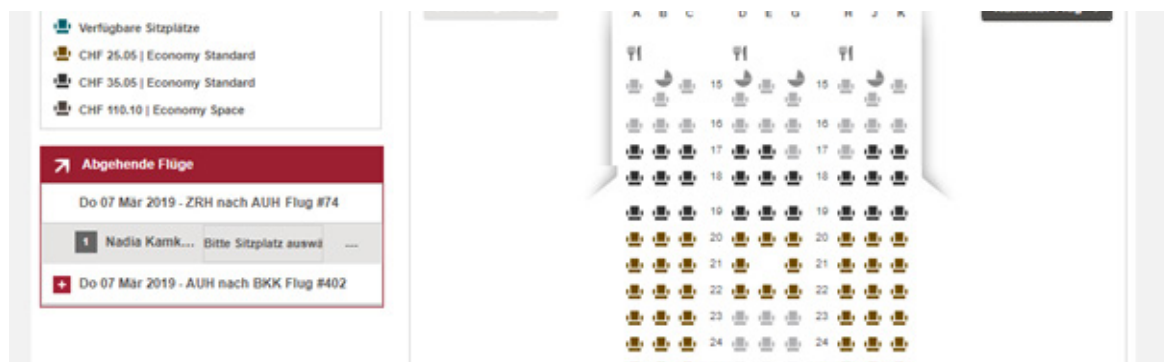 Verfügbare Sitzplätze
CHF 25.05 | Economy Standard
CHF 35.05 | Economy Standard
CHF 110.10 | Economy Space
Abgehende Flüge
Do 07 Mär 2019 - ZRH nach AUH Flug #74
1 Nadia Kamk... Bitte Sitzplatz auswä ....
Do 07 Mär 2019 - AUH nach BKK Flug #402
A B C D E G H J K
15 15
16 16
17 17
18 18
19 19
20 20
21 21
22 22
23 23
24 24